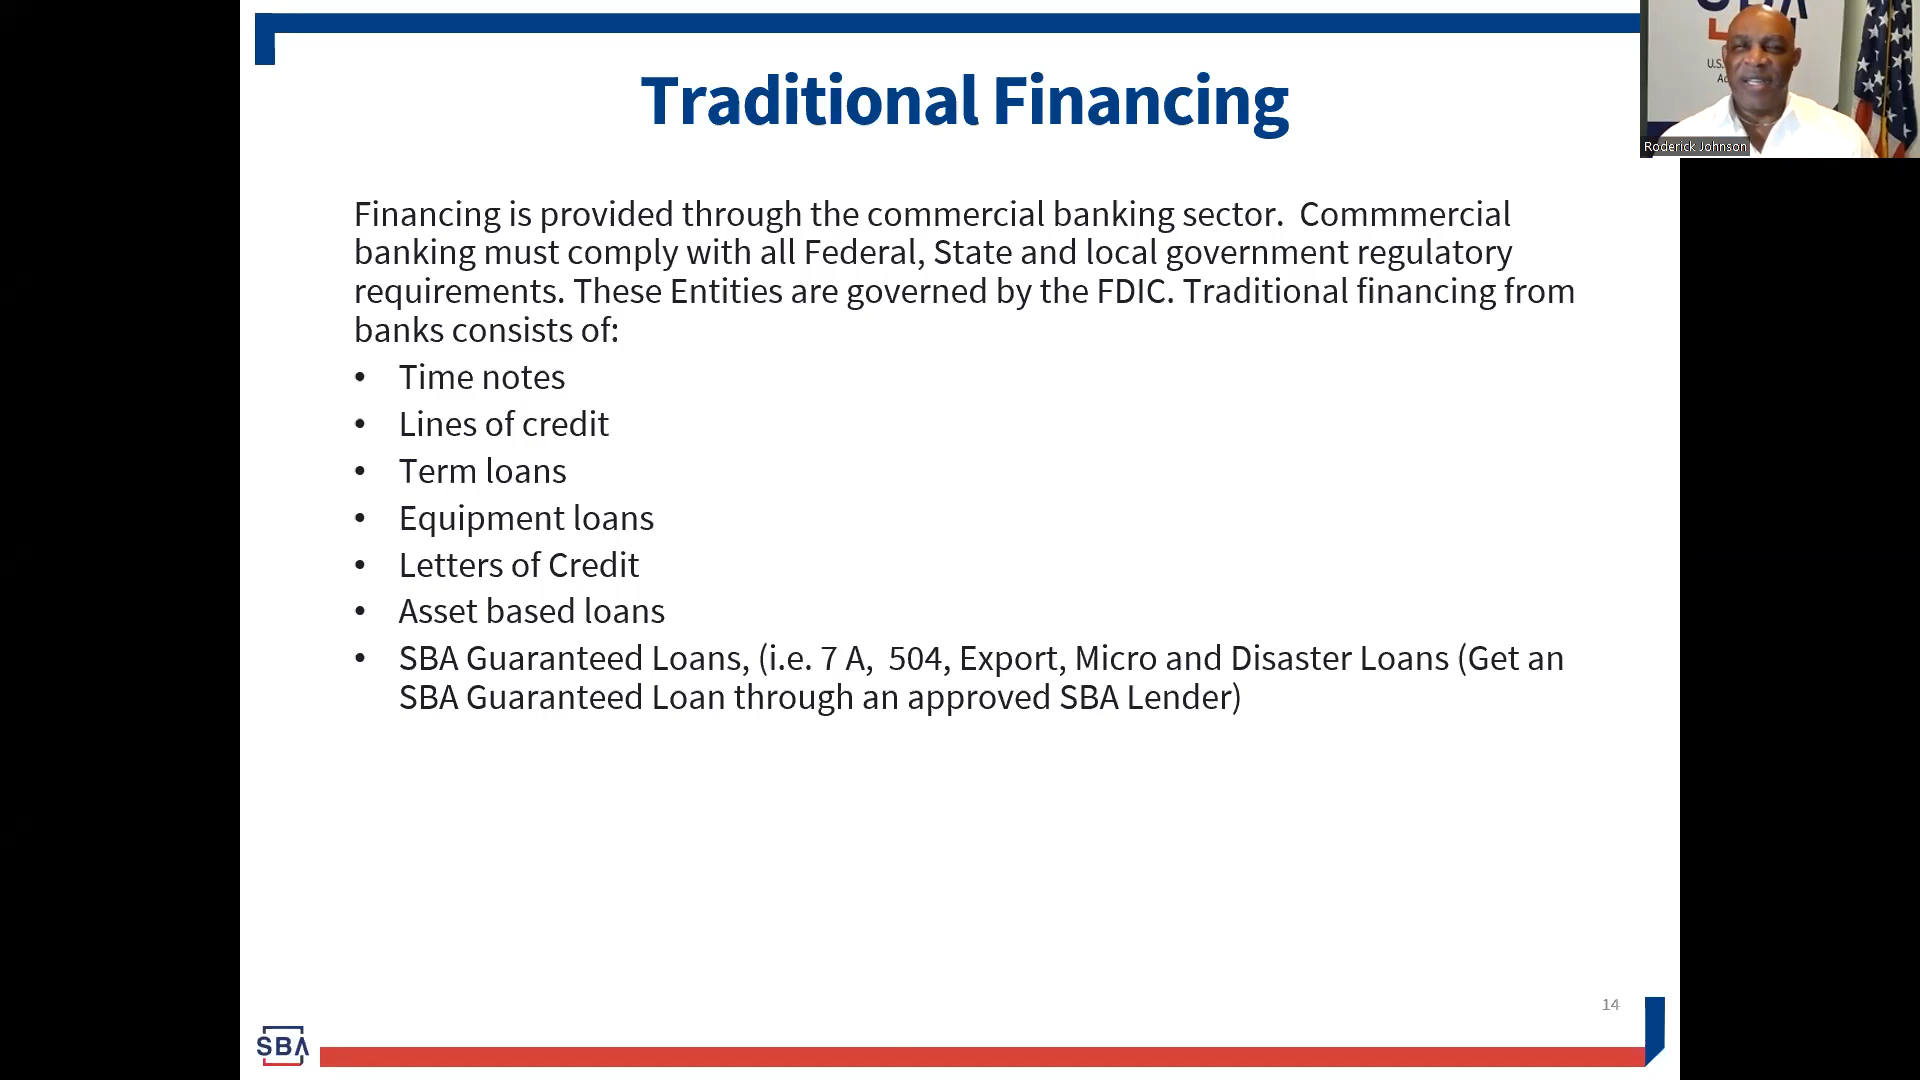 Traditional Financing
Financing is provided through the commercial banking sector.  Commmercial
banking must comply with all Federal, State and local government regulatory
requirements. These Entities are governed by the FDIC. Traditional financing from
banks consists of:
• Time notes
• Lines of credit
• Term loans
• Equipment loans
• Letters of Credit
• Asset based loans
• SBA Guaranteed Loans, (i.e. 7 A,  504, Export, Micro and Disaster Loans (Get an
SBA Guaranteed Loan through an approved SBA Lender)
14
SBA
SBA
U.S.
Roderick Johnson